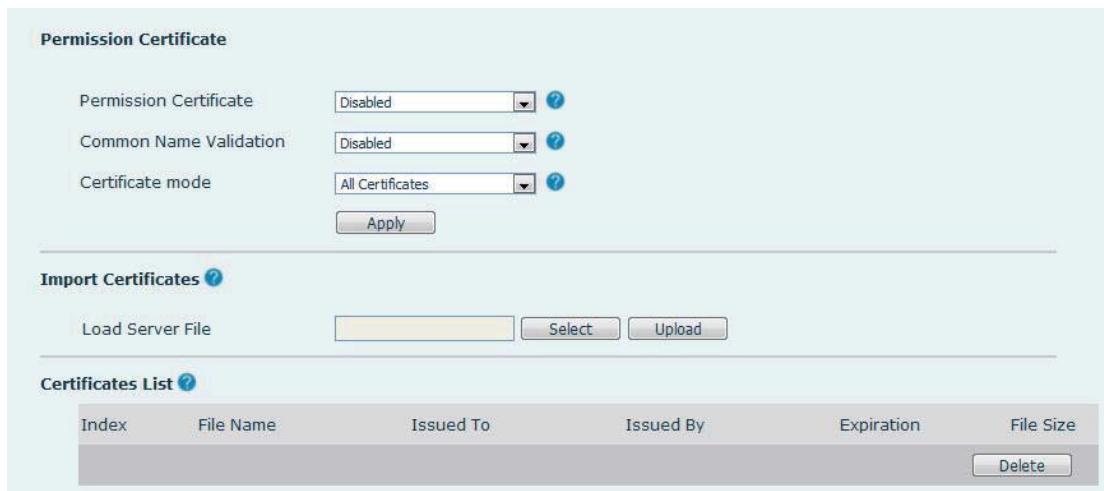 Permission Certificate
Permission Certificate Disabled ?
Common Name Validation Disabled ?
Certificate mode All Certificates ?
Apply
Import Certificates ?
Load Server File Select Upload
Certificates List ?
Index File Name Issued To Issued By Expiration File Size
Delete